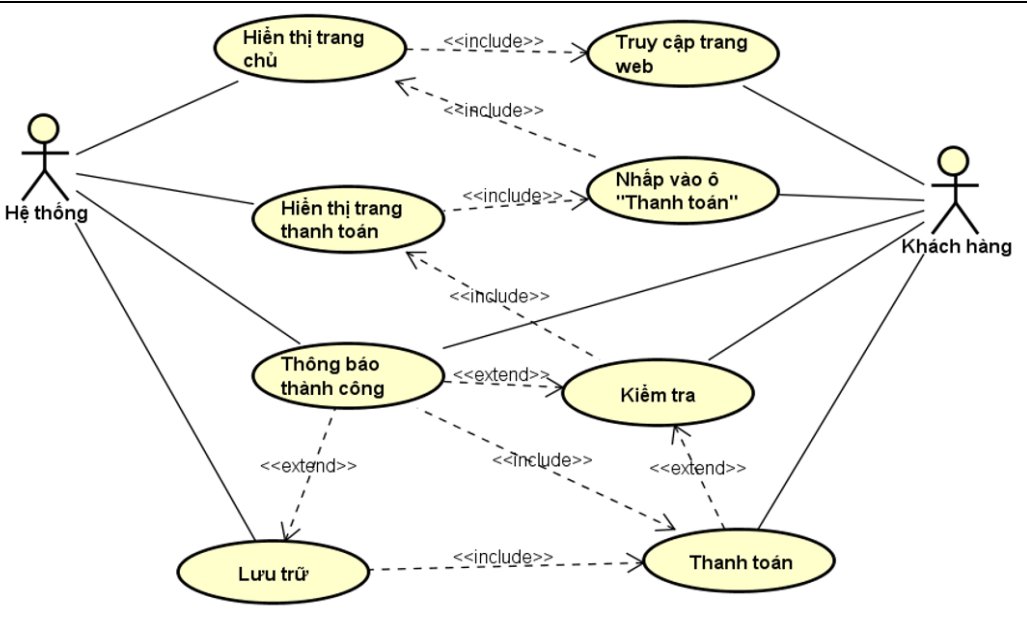 Hiển thị trang
chủ
<<include>>
Truy cập trang
web
<<include>>
Hệ thống
Hiển thị trang
thanh toán
<<include>>
Nhấp vào ô
"Thanh toán"
Khách hàng
<<include>>
Thông báo
thành công
<<extend>>
Kiểm tra
<<extend>>
<<include>>
<<extend>>
Lưu trữ
<<include>>
Thanh toán